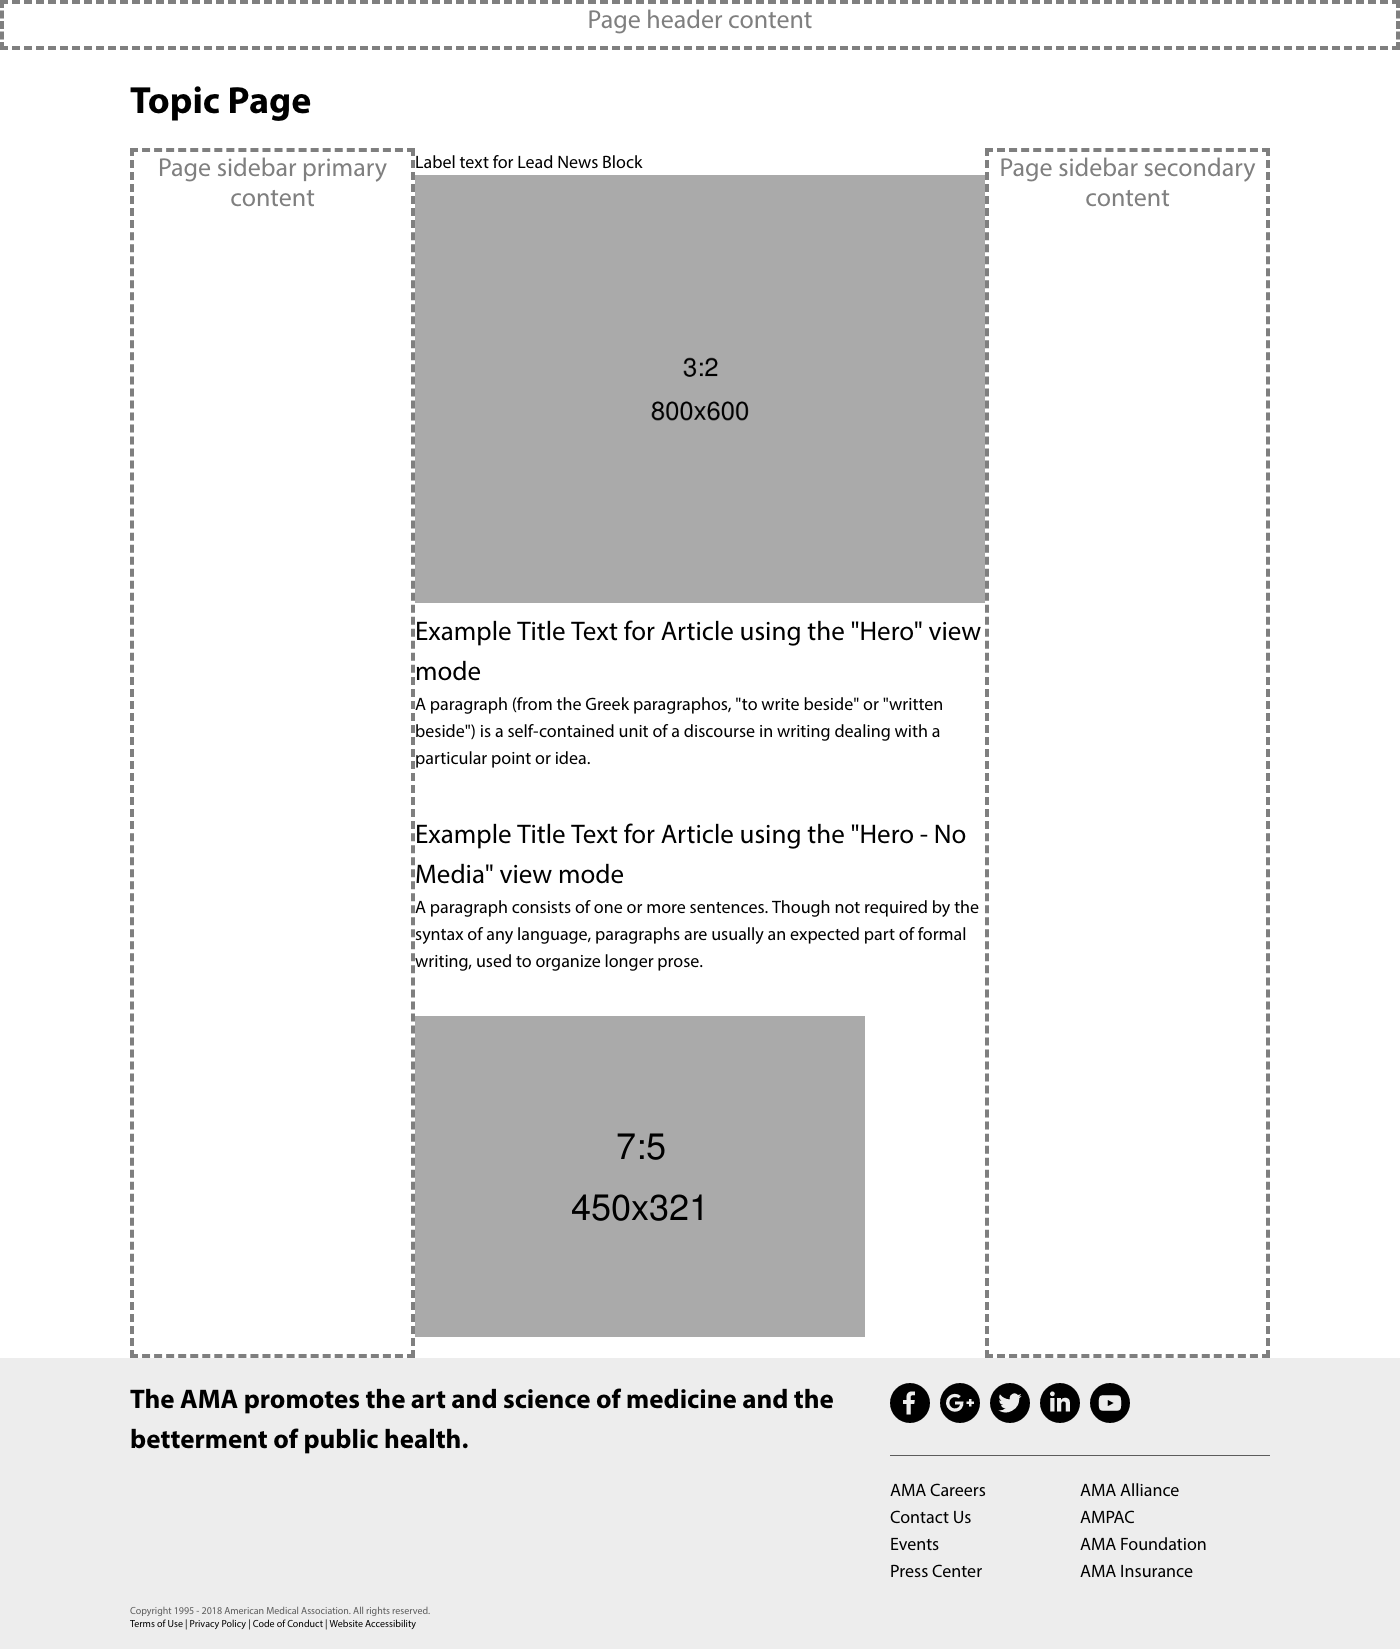 Page header content
Topic Page
Page sidebar primary
content
Label text for Lead News Block
3:2
800x600
Example Title Text for Article using the "Hero" view
mode
A paragraph (from the Greek paragraphos, "to write beside" or "written
beside") is a self-contained unit of a discourse in writing dealing with a
particular point or idea.
Example Title Text for Article using the "Hero - No
Media" view mode
A paragraph consists of one or more sentences. Though not required by the
syntax of any language, paragraphs are usually an expected part of formal
writing, used to organize longer prose.
7:5
450x321
Page sidebar secondary
content
The AMA promotes the art and science of medicine and the
betterment of public health.
AMA Careers
Contact Us
Events
Press Center
AMA Alliance
AMPAC
AMA Foundation
AMA Insurance
Copyright 1995 - 2018 American Medical Association. All rights reserved.
Terms of Use | Privacy Policy | Code of Conduct | Website Accessibility